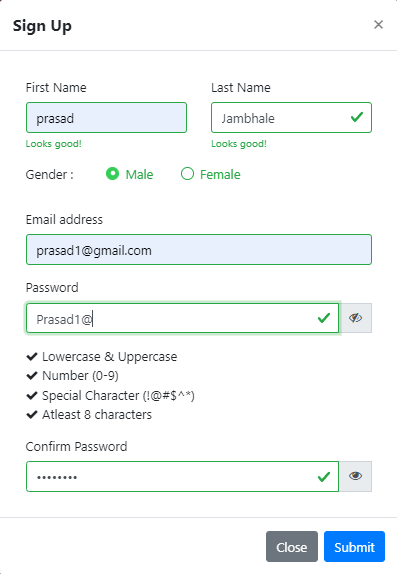 Sign Up ×
First Name Last Name
prasad Jambhale
Looks good! Looks good!
Gender : Male Female
Email address
prasad1@gmail.com
Password
Prasad1@
Lowercase & Uppercase
Number (0-9)
Special Character (!@#$^*)
Atleast 8 characters
Confirm Password
••••••••
Close Submit